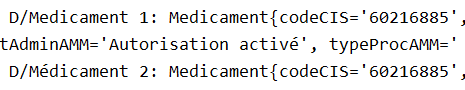 D/Medicament 1: Medicament{codeCIS='60216885',
tAdminAMM='Autorisation activé', typeProcAMM='
D/Médicament 2: Medicament{codeCIS='60216885',